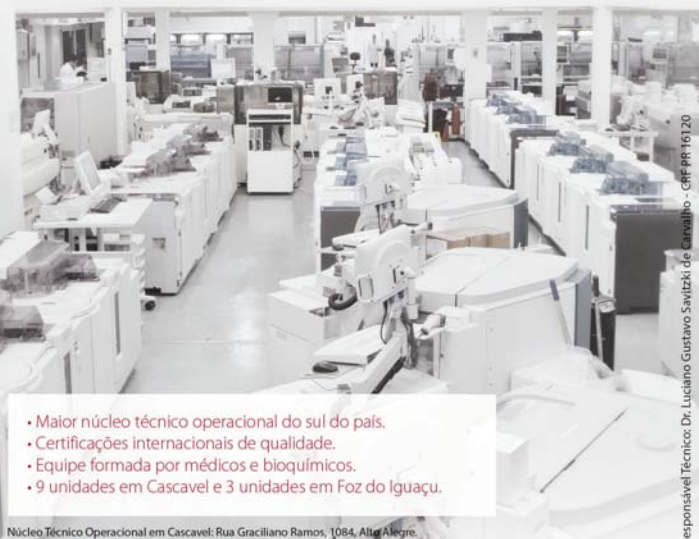 • Maior núcleo técnico operacional do sul do país.
• Certificações internacionais de qualidade.
• Equipe formada por médicos e bioquímicos.
• 9 unidades em Cascavel e 3 unidades em Foz do Iguaçu.
Núcleo Técnico Operacional em Cascavel: Rua Graciliano Ramos, 1084, Alto Alegre.
esponsável Técnico: Dr. Luciano Gustavo Savitzki de Carvalho - CRF PR 16120